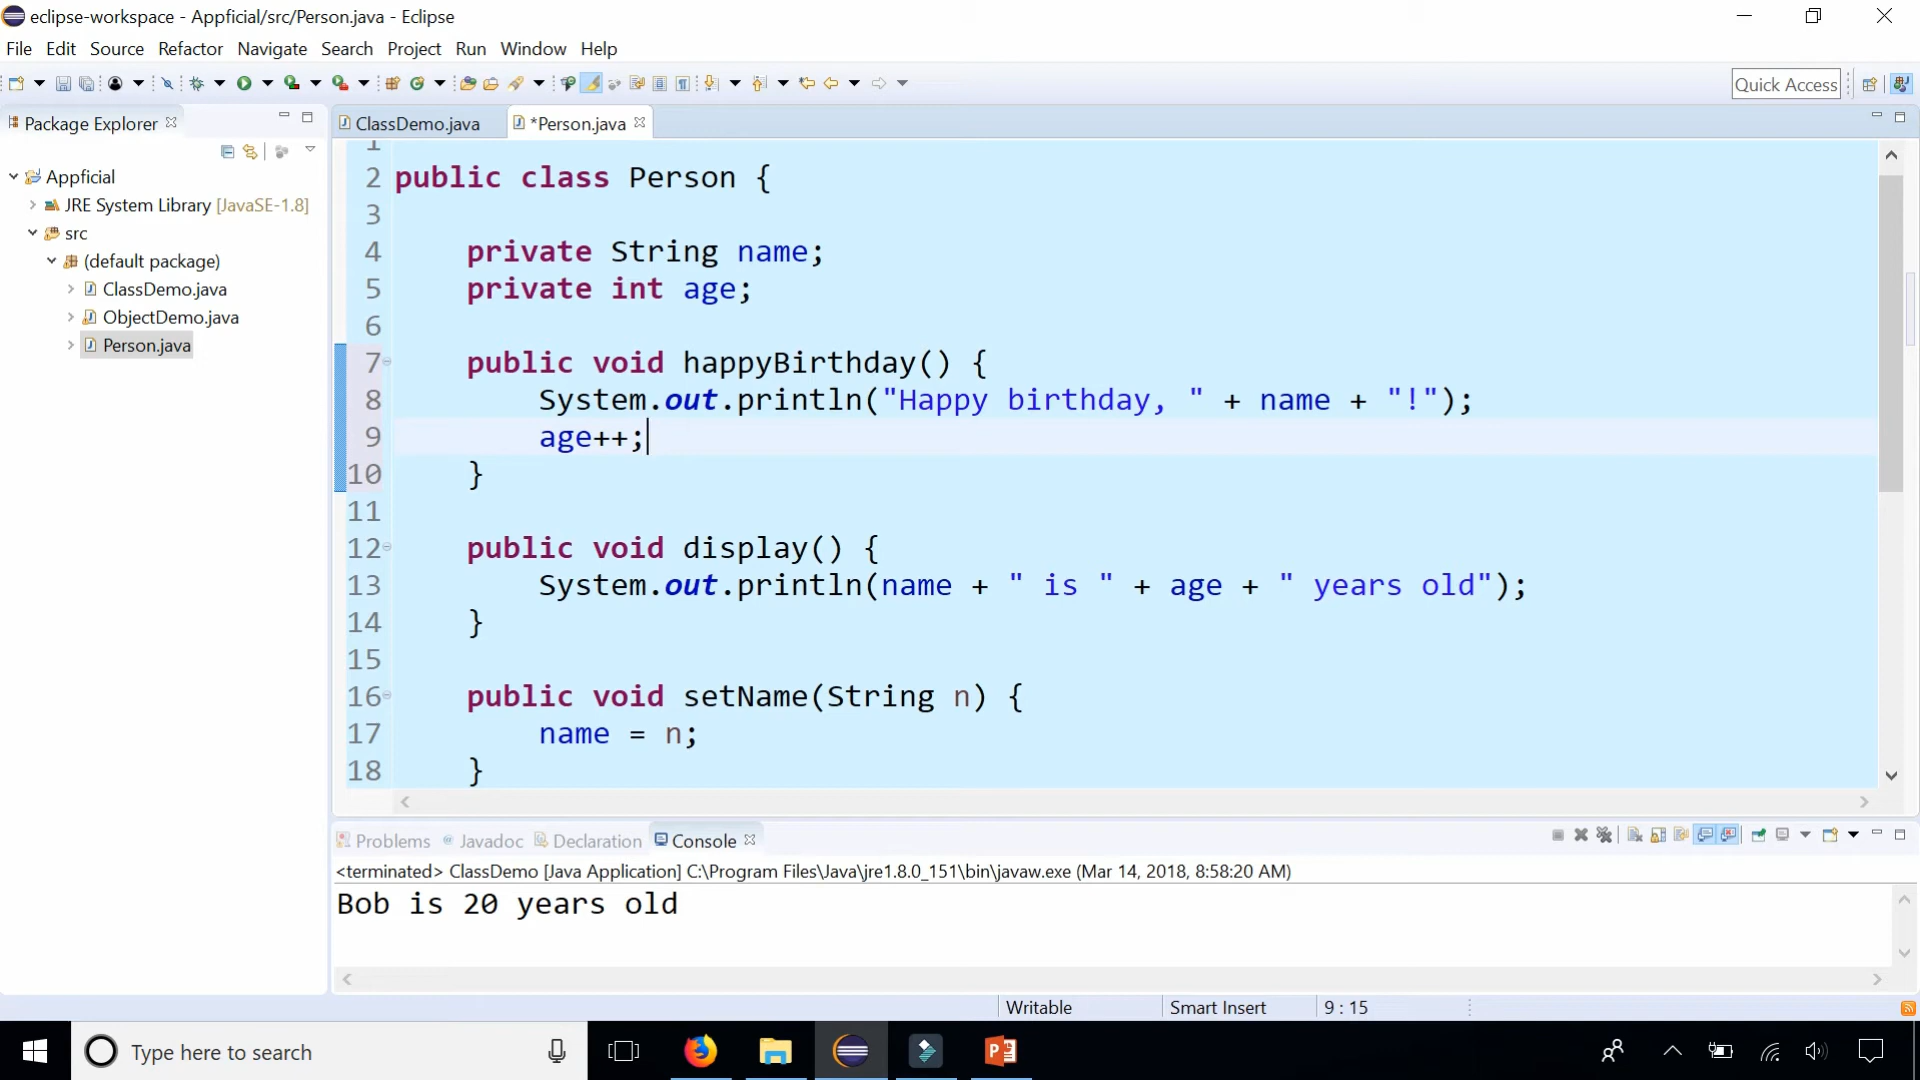 eclipse-workspace - Appficial/src/Person.java - Eclipse
File Edit Source Refactor Navigate Search Project Run Window Help
Quick Access
Package Explorer
ClassDemo.java
*Person.java
Appficial
JRE System Library [JavaSE-1.8]
src
(default package)
ClassDemo.java
ObjectDemo.java
Person.java
1
2 public class Person {
3
4 private String name;
5 private int age;
6
7 public void happyBirthday() {
8 System.out.println("Happy birthday, " + name + "!");
9 age++;
10 }
11
12 public void display() {
13 System.out.println(name + " is " + age + " years old");
14 }
15
16 public void setName(String n) {
17 name = n;
18 }
Problems Javadoc Declaration Console
<terminated> ClassDemo [Java Application] C:\Program Files\Java\jre1.8.0_151\bin\javaw.exe (Mar 14, 2018, 8:58:20 AM)
Bob is 20 years old
Writable Smart Insert 9 : 15
Type here to search